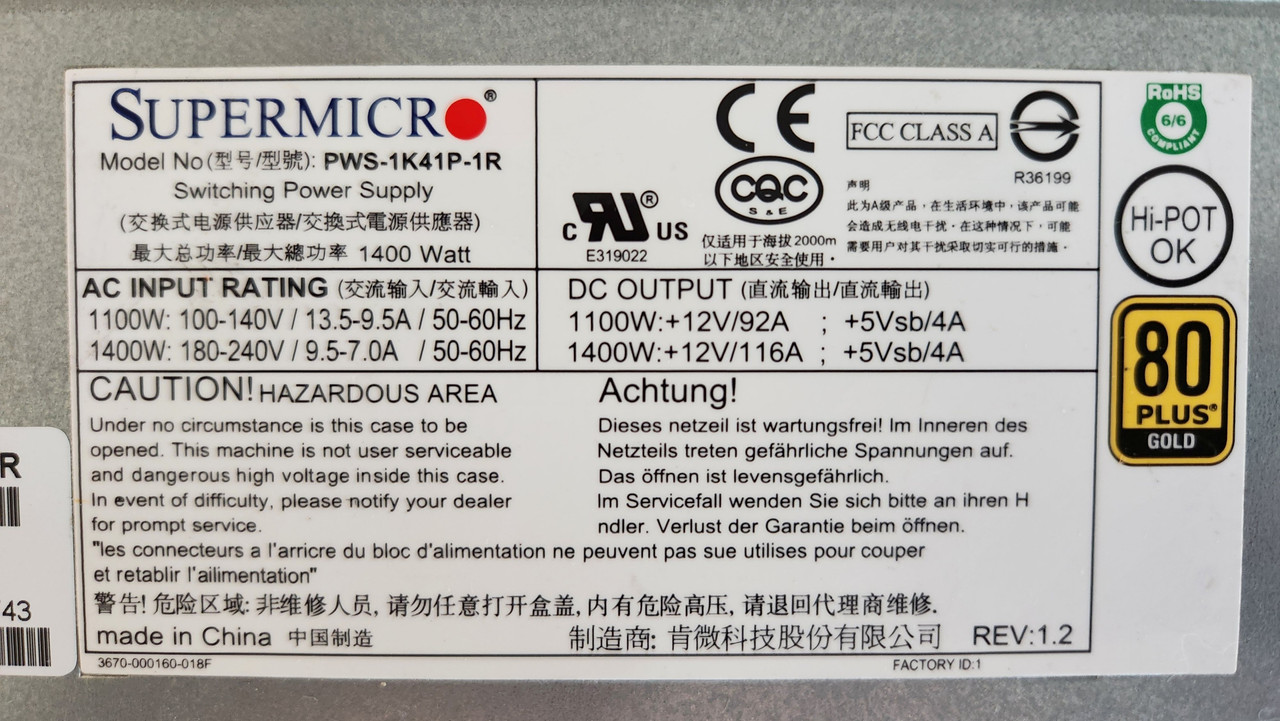 SUPERMICRO®
Model No(型号/型號): PWS-1K41P-1R
Switching Power Supply
(交换式电源供应器/交換式電源供應器)
最大总功率/最大總功率 1400 Watt
CE
FCC CLASS A
R36199
CQC
S & E
c RU® US
E319022
仅适用于海拔2000m
以下地区安全使用。
声明
此为A级产品，在生活环境中，该产品可能
会造成无线电干扰。在这种情况下，可能
需要用户对其干扰采取切实可行的措施。
RoHS
6/6
COMPLIANT
Hi-POT
OK
AC INPUT RATING (交流输入/交流輸入)
1100W: 100-140V / 13.5-9.5A / 50-60Hz
1400W: 180-240V / 9.5-7.0A / 50-60Hz
DC OUTPUT (直流输出/直流輸出)
1100W:+12V/92A ; +5Vsb/4A
1400W:+12V/116A ; +5Vsb/4A
80
PLUS®
GOLD
CAUTION! HAZARDOUS AREA
Under no circumstance is this case to be
opened. This machine is not user serviceable
and dangerous high voltage inside this case.
In event of difficulty, please notify your dealer
for prompt service.
Achtung!
Dieses netzeil ist wartungsfrei! Im Inneren des
Netzteils treten gefährliche Spannungen auf.
Das öffnen ist levensgefährlich.
Im Servicefall wenden Sie sich bitte an ihren H
ndler. Verlust der Garantie beim öffnen.
"les connecteurs a l'arricre du bloc d'alimentation ne peuvent pas sue utilises pour couper
et retablir l'ailimentation"
警告! 危险区域: 非维修人员, 请勿任意打开盒盖, 内有危险高压, 请退回代理商维修.
made in China 中国制造
制造商: 肯微科技股份有限公司 REV:1.2
3670-000160-018F
FACTORY ID:1
R
43